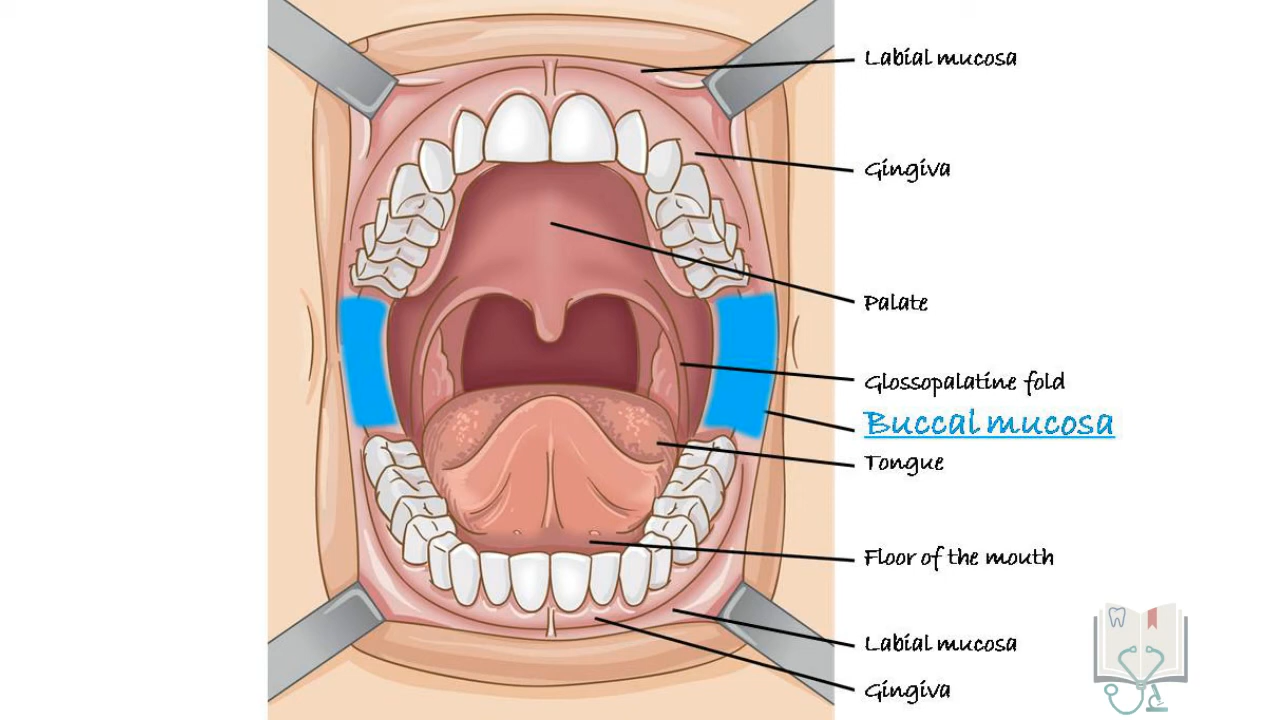 Labial mucosa
Gingiva
Palate
Glossopalatine fold
Buccal mucosa
Tongue
Floor of the mouth
Labial mucosa
Gingiva